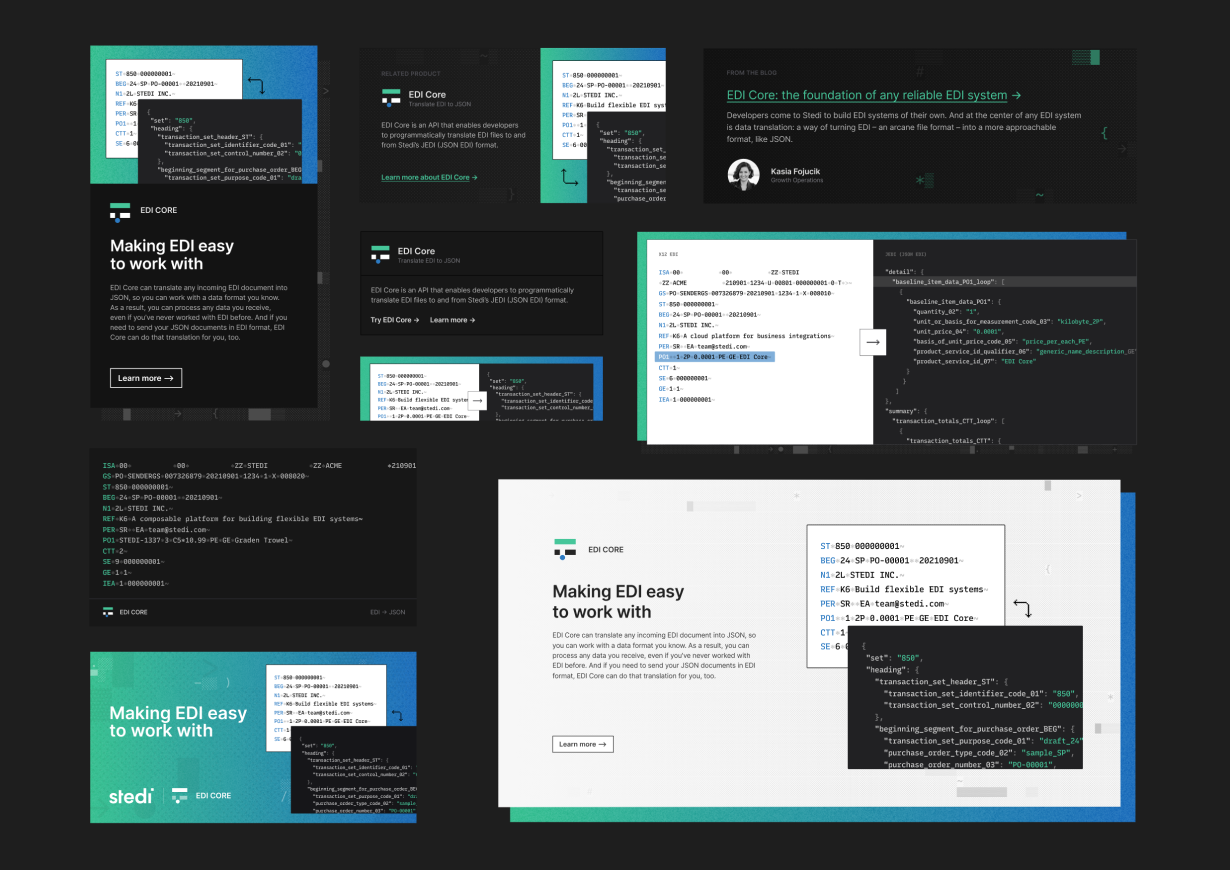 ST*850*000000001~
BEG*24*SP*PO-00001**20210901~
N1*2L*STEDI INC.~
REF*K6
PER*SR
PO1**1
CTT*1~
SE*6*0
{
"set": "850",
"heading": {
"transaction_set_header_ST": {
"transaction_set_identifier_code_01": "
"transaction_set_control_number_02": "0
},
"beginning_segment_for_purchase_order_BEG
"transaction_set_purpose_code_01": "dra
EDI CORE
Making EDI easy
to work with
EDI Core can translate any incoming EDI document into
JSON, so you can work with a data format you know.
As a result, you can process any data you receive,
even if you've never worked with EDI before. And if you
need to send your JSON documents in EDI format, EDI
Core can do that translation for you, too.
Learn more →
RELATED PRODUCT
EDI Core
Translate EDI to JSON
EDI Core is an API that enables developers
to programmatically translate EDI files to and
from Stedi's JEDI (JSON EDI) format.
Learn more about EDI Core →
ST*850*000000001~
BEG*24*SP*PO-00001**20210901~
N1*2L*STEDI INC.~
REF*K6*Build flexible EDI sys
PER*SR
PO1**1
CTT*1~
SE*6*0
{
"set": "850",
"heading": {
"transaction_set_
"transaction_se
"transaction_se
},
"beginning_segmen
"transaction_se
"purchase_order
FROM THE BLOG
EDI Core: the foundation of any reliable EDI system →
Developers come to Stedi to build EDI systems of their own. And at the center of any EDI system
is data translation: a way of turning EDI – an arcane file format – into a more approachable
format, like JSON.
Kasia Fojucik
Growth Operations
EDI Core
Translate EDI to JSON
EDI Core is an API that enables developers to programmatically
translate EDI files to and from Stedi's JEDI (JSON EDI) format.
Try EDI Core → Learn more →
ST*850*000000001~
BEG*24*SP*PO-00001**20210901~
N1*2L*STEDI INC.~
REF*K6*Build flexible EDI systems
PER*SR**EA*team@stedi.com~
PO1**1*2P*0.0001*PE*GE*EDI Core~
{
"set": "850",
"heading": {
"transaction_set_header_ST": {
"transaction_set_identifier_code
"transaction_set_control_number_
},
X12 EDI
ISA*00* *00* *ZZ*STEDI
*ZZ*ACME *210901*1234*U*00801*000000000*0*T*
GS*PO*SENDERGS*007326879*20210901*1234*1*X*008010~
ST*850*000000001~
BEG*24*SP*PO-00001**20210901~
N1*2L*STEDI INC.~
REF*K6*A cloud platform for business integrations~
PER*SR**EA*team@stedi.com~
PO1**1*2P*0.0001*PE*GE*EDI Core~
CTT*1~
SE*6*000000001~
GE*1*1~
IEA*1*000000001~
JEDI (JSON EDI)
"detail": {
"baseline_item_data_PO1_loop": [
{
"baseline_item_data_PO1": {
"quantity_02": "1",
"unit_or_basis_for_measurement_code_03": "kilobyte_2P",
"unit_price_04": "0.0001",
"basis_of_unit_price_code_05": "price_per_each_PE",
"product_service_id_qualifier_06": "generic_name_description_GE"
"product_service_id_07": "EDI Core"
}
}
]
},
"summary": {
"transaction_totals_CTT_loop": [
{
"transaction_totals_CTT": {
ISA*00* *00* *ZZ*STEDI *ZZ*ACME *210901
GS*PO*SENDERGS*007326879*20210901*1234*1*X*008020~
ST*850*000000001~
BEG*24*SP*PO-00001**20210901~
N1*2L*STEDI INC.~
REF*K6*A composable platform for building flexible EDI systems~
PER*SR**EA*team@stedi.com~
PO1*STEDI-1337*3*C5*10.99*PE*GE*Graden Trowel~
CTT*2~
SE*9*000000001~
GE*1*1~
IEA*1*000000001~
EDI CORE
EDI → JSON
EDI CORE
Making EDI easy
to work with
EDI Core can translate any incoming EDI document into JSON, so
you can work with a data format you know. As a result, you can
process any data you receive, even if you've never worked with
EDI before. And if you need to send your JSON documents in EDI
format, EDI Core can do that translation for you, too.
Learn more →
ST*850*000000001~
BEG*24*SP*PO-00001**20210901~
N1*2L*STEDI INC.~
REF*K6*Build flexible EDI systems~
PER*SR**EA*team@stedi.com~
PO1**1*2P*0.0001*PE*GE*EDI Core~
CTT*1
SE*6*0
{
"set": "850",
"heading": {
"transaction_set_header_ST": {
"transaction_set_identifier_code_01": "850",
"transaction_set_control_number_02": "0000000
},
"beginning_segment_for_purchase_order_BEG": {
"transaction_set_purpose_code_01": "draft_24"
"purchase_order_type_code_02": "sample_SP",
"purchase_order_number_03": "PO-00001",
Making EDI easy
to work with
stedi
EDI CORE
ST*850*000000001~
BEG*24*SP*PO-00001**20210901~
N1*2L*STEDI INC.~
REF*K6*Build flexible EDI systems~
PER*SR**EA*team@stedi.com~
PO1**1*2P*0.0001*PE*GE*EDI Core~
CTT*1
SE*6*0
{
"set": "850",
"heading": {
"transaction_set_header_ST": {
"transaction_set_identifier_code_01":
"transaction_set_control_number_02":
},
"beginning_segment_for_purchase_order_BE
"transaction_set_purpose_code_01": "dr
"purchase_order_type_code_02": "sample
"purchase_order_number_03": "PO-00001"